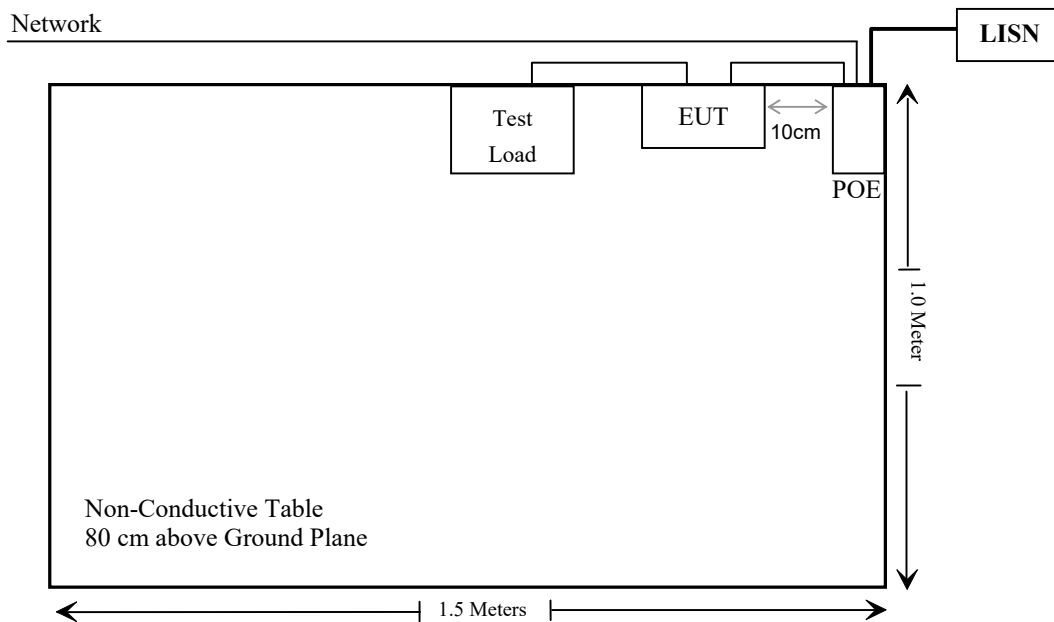 Network
LISN
Test
Load
EUT
10cm
POE
1.0 Meter
Non-Conductive Table
80 cm above Ground Plane
1.5 Meters